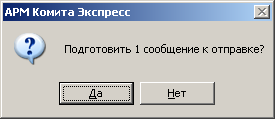 АРМ Комита Экспресс
Подготовить 1 сообщение к отправке?
Да
Нет